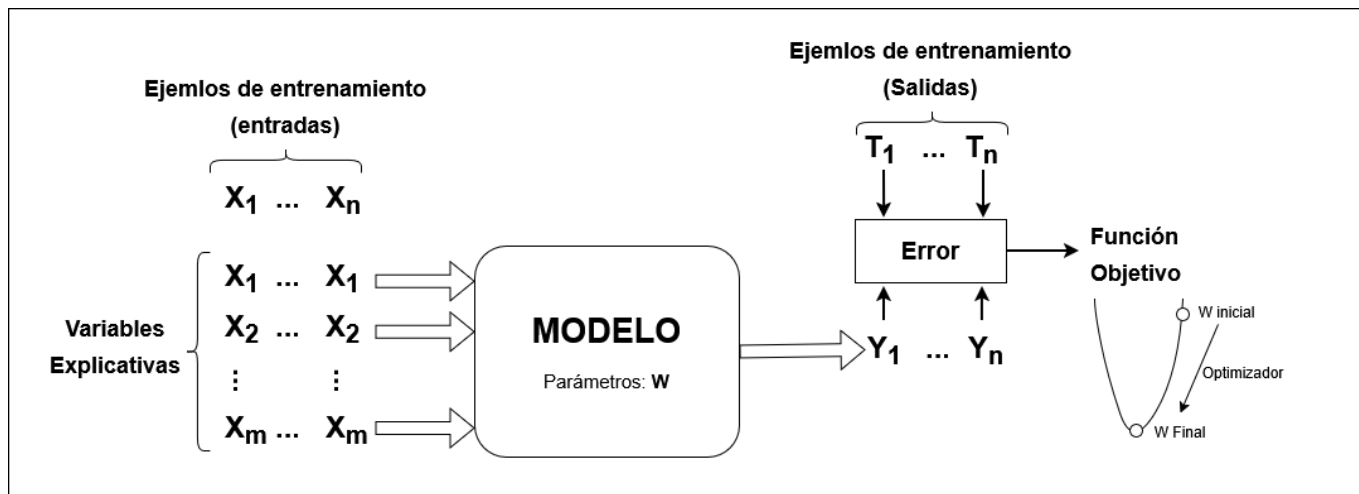 Ejemlos de entrenamiento
(entradas)
X1 ... Xn
Variables
Explicativas
X1 ... X1
X2 ... X2
⋮ ⋮
Xm ... Xm
MODELO
Parámetros: W
Ejemlos de entrenamiento
(Salidas)
T1 ... Tn
Error
Y1 ... Yn
Función
Objetivo
W inicial
Optimizador
W Final